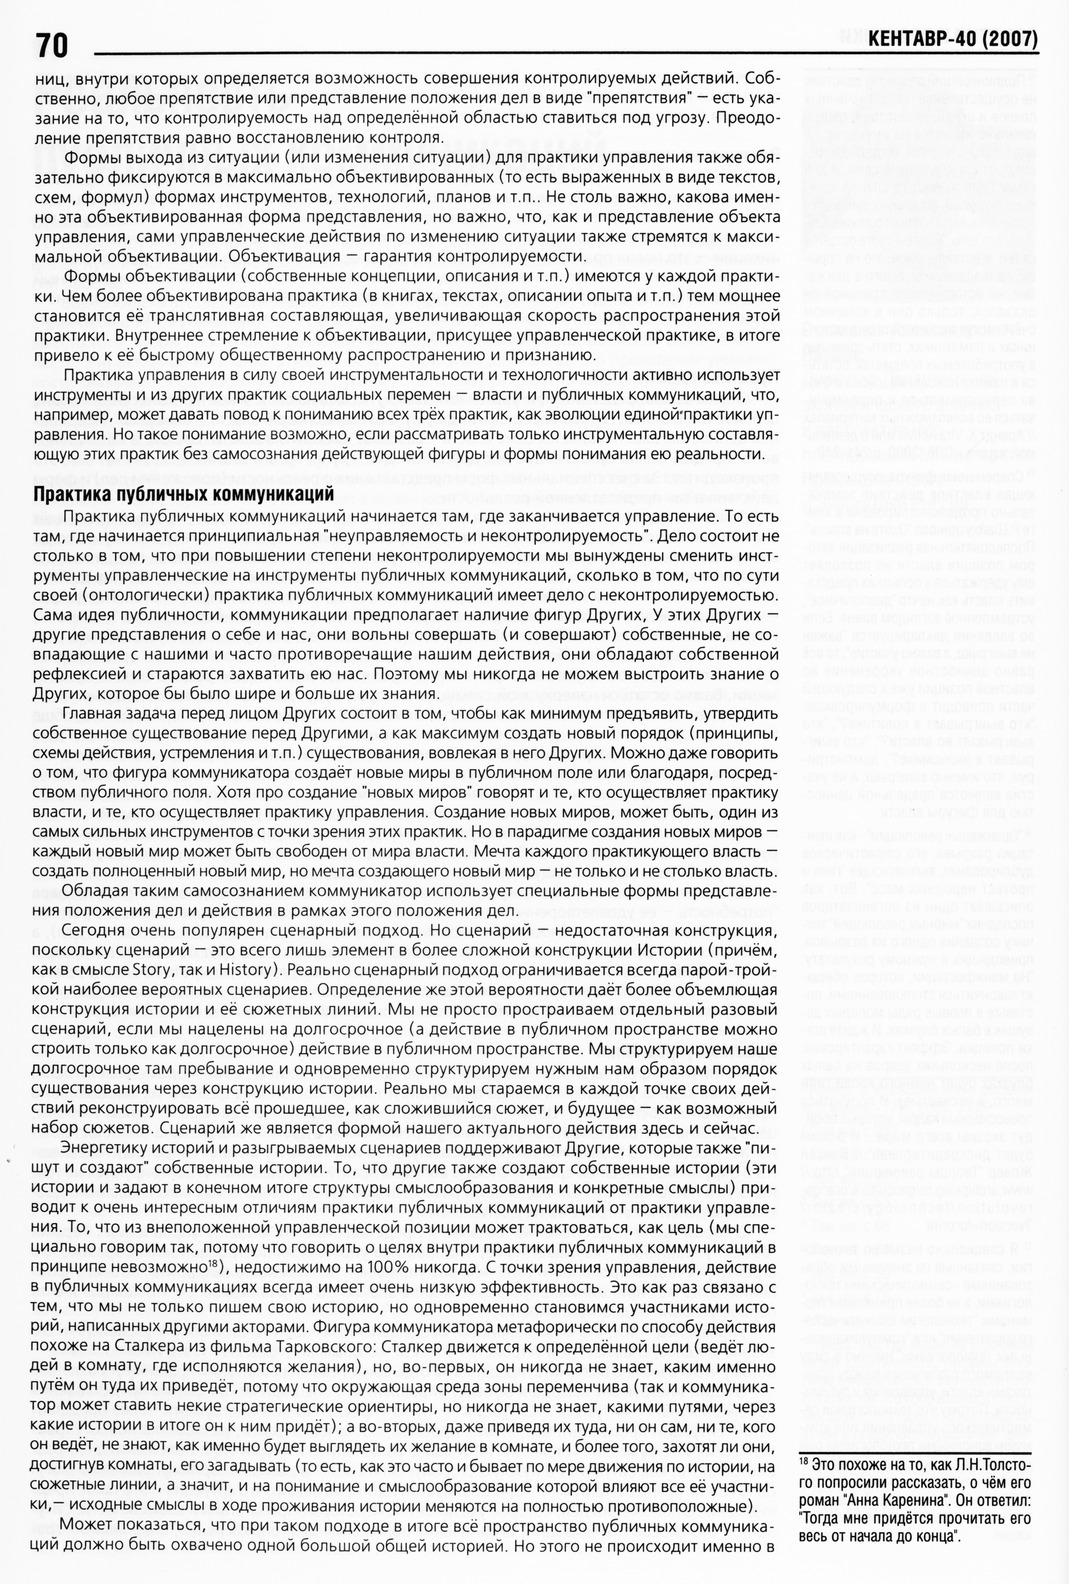 70
КЕНТАВР-40 (2007)
ниц, внутри которых определяется возможность совершения контролируемых действий. Соб-
ственно, любое препятствие или представление положения дел в виде "препятствия" — есть ука-
зание на то, что контролируемость над определённой областью ставиться под угрозу. Преодо-
ление препятствия равно восстановлению контроля.
Формы выхода из ситуации (или изменения ситуации) для практики управления также обя-
зательно фиксируются в максимально объективированных (то есть выраженных в виде текстов,
схем, формул) формах инструментов, технологий, планов и т.п.. Не столь важно, какова имен-
но эта объективированная форма представления, но важно, что, как и представление объекта
управления, сами управленческие действия по изменению ситуации также стремятся к макси-
мальной объективации. Объективация — гарантия контролируемости.
Формы объективации (собственные концепции, описания и т.п.) имеются у каждой практи-
ки. Чем более объективирована практика (в книгах, текстах, описании опыта и т.п.) тем мощнее
становится её транслятивная составляющая, увеличивающая скорость распространения этой
практики. Внутреннее стремление к объективации, присущее управленческой практике, в итоге
привело к её быстрому общественному распространению и признанию.
Практика управления в силу своей инструментальности и технологичности активно использует
инструменты и из других практик социальных перемен — власти и публичных коммуникаций, что,
например, может давать повод к пониманию всех трёх практик, как эволюции единой практики уп-
равления. Но такое понимание возможно, если рассматривать только инструментальную составля-
ющую этих практик без самосознания действующей фигуры и формы понимания ею реальности.
Практика публичных коммуникаций
Практика публичных коммуникаций начинается там, где заканчивается управление. То есть
там, где начинается принципиальная "неуправляемость и неконтролируемость". Дело состоит не
столько в том, что при повышении степени неконтролируемости мы вынуждены сменить инст-
рументы управленческие на инструменты публичных коммуникаций, сколько в том, что по сути
своей (онтологически) практика публичных коммуникаций имеет дело с неконтролируемостью.
Сама идея публичности, коммуникации предполагает наличие фигур Других, У этих Других —
другие представления о себе и нас, они вольны совершать (и совершают) собственные, не со-
впадающие с нашими и часто противоречащие нашим действия, они обладают собственной
рефлексией и стараются захватить ею нас. Поэтому мы никогда не можем выстроить знание о
Других, которое бы было шире и больше их знания.
Главная задача перед лицом Других состоит в том, чтобы как минимум предъявить, утвердить
собственное существование перед Другими, а как максимум создать новый порядок (принципы,
схемы действия, устремления и т.п.) существования, вовлекая в него Других. Можно даже говорить
о том, что фигура коммуникатора создаёт новые миры в публичном поле или благодаря, посред-
ством публичного поля. Хотя про создание "новых миров" говорят и те, кто осуществляет практику
власти, и те, кто осуществляет практику управления. Создание новых миров, может быть, один из
самых сильных инструментов с точки зрения этих практик. Но в парадигме создания новых миров —
каждый новый мир может быть свободен от мира власти. Мечта каждого практикующего власть —
создать полноценный новый мир, но мечта создающего новый мир — не только и не столько власть.
Обладая таким самосознанием коммуникатор использует специальные формы представле-
ния положения дел и действия в рамках этого положения дел.
Сегодня очень популярен сценарный подход. Но сценарий — недостаточная конструкция,
поскольку сценарий — это всего лишь элемент в более сложной конструкции Истории (причём,
как в смысле Story, так и History). Реально сценарный подход ограничивается всегда парой-трой-
кой наиболее вероятных сценариев. Определение же этой вероятности даёт более объемлющая
конструкция истории и её сюжетных линий. Мы не просто простраиваем отдельный разовый
сценарий, если мы нацелены на долгосрочное (а действие в публичном пространстве можно
строить только как долгосрочное) действие в публичном пространстве. Мы структурируем наше
долгосрочное там пребывание и одновременно структурируем нужным нам образом порядок
существования через конструкцию истории. Реально мы стараемся в каждой точке своих дей-
ствий реконструировать всё прошедшее, как сложившийся сюжет, и будущее — как возможный
набор сюжетов. Сценарий же является формой нашего актуального действия здесь и сейчас.
Энергетику историй и разыгрываемых сценариев поддерживают Другие, которые также "пи-
шут и создают" собственные истории. То, что другие также создают собственные истории (эти
истории и задают в конечном итоге структуры смыслообразования и конкретные смыслы) при-
водит к очень интересным отличиям практики публичных коммуникаций от практики управле-
ния. То, что из внеположенной управленческой позиции может трактоваться, как цель (мы спе-
циально говорим так, потому что говорить о целях внутри практики публичных коммуникаций в
принципе невозможно¹⁸), недостижимо на 100% никогда. С точки зрения управления, действие
в публичных коммуникациях всегда имеет очень низкую эффективность. Это как раз связано с
тем, что мы не только пишем свою историю, но одновременно становимся участниками исто-
рий, написанных другими акторами. Фигура коммуникатора метафорически по способу действия
похоже на Сталкера из фильма Тарковского: Сталкер движется к определённой цели (ведёт лю-
дей в комнату, где исполняются желания), но, во-первых, он никогда не знает, каким именно
путём он туда их приведёт, потому что окружающая среда зоны переменчива (так и коммуника-
тор может ставить некие стратегические ориентиры, но никогда не знает, какими путями, через
какие истории в итоге он к ним придёт); а во-вторых, даже приведя их туда, ни он сам, ни те, кого
он ведёт, не знают, как именно будет выглядеть их желание в комнате, и более того, захотят ли они,
достигнув комнаты, его загадывать (то есть, как это часто и бывает по мере движения по истории, на
сюжетные линии, а значит, и на понимание и смыслообразование которой влияют все её участни-
ки,— исходные смыслы в ходе проживания истории меняются на полностью противоположные).
Может показаться, что при таком подходе в итоге всё пространство публичных коммуника-
ций должно быть охвачено одной большой общей историей. Но этого не происходит именно в
¹⁸ Это похоже на то, как Л.Н.Толсто-
го попросили рассказать, о чём его
роман "Анна Каренина". Он ответил:
"Тогда мне придётся прочитать его
весь от начала до конца".